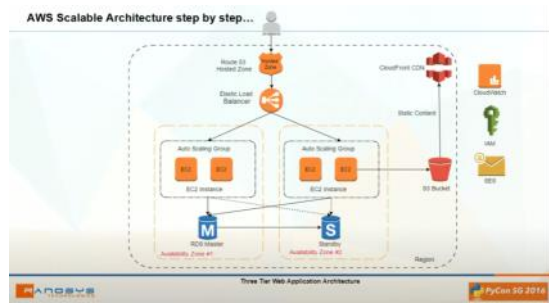 AWS Scalable Architecture step by step...
Route 53
Hosted Zone
Hosted
Zone
CloudFront CDN
CloudWatch
Elastic Load
Balancer
Static Content
IAM
Auto Scaling Group
Auto Scaling Group
EC2
EC2
EC2
EC2
EC2 Instance
EC2 Instance
S3 Bucket
SES
M
S
RDS Master
Standby
Availability Zone #1
Availability Zone #2
Region
Three Tier Web Application Architecture
MANDSYS
PyCon SG 2016